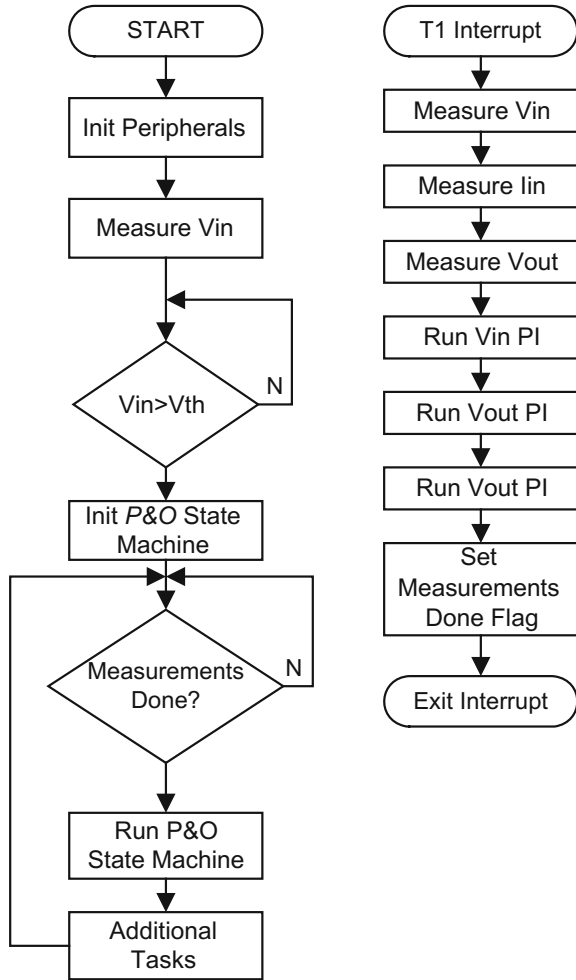 START
Init Peripherals
Measure Vin
Vin>Vth
N
Init P&O State
Machine
Measurements
Done?
N
Run P&O
State Machine
Additional
Tasks
T1 Interrupt
Measure Vin
Measure Iin
Measure Vout
Run Vin PI
Run Vout PI
Run Vout PI
Set
Measurements
Done Flag
Exit Interrupt